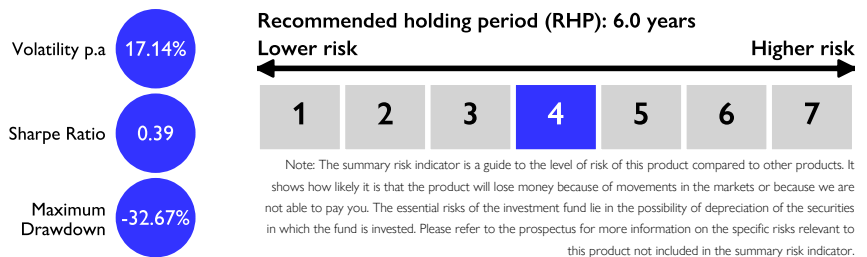 Volatility p.a
17.14%
Sharpe Ratio
0.39
Maximum
Drawdown
-32.67%
Recommended holding period (RHP): 6.0 years
Lower risk Higher risk
1 2 3 4 5 6 7
Note: The summary risk indicator is a guide to the level of risk of this product compared to other products. It
shows how likely it is that the product will lose money because of movements in the markets or because we are
not able to pay you. The essential risks of the investment fund lie in the possibility of depreciation of the securities
in which the fund is invested. Please refer to the prospectus for more information on the specific risks relevant to
this product not included in the summary risk indicator.